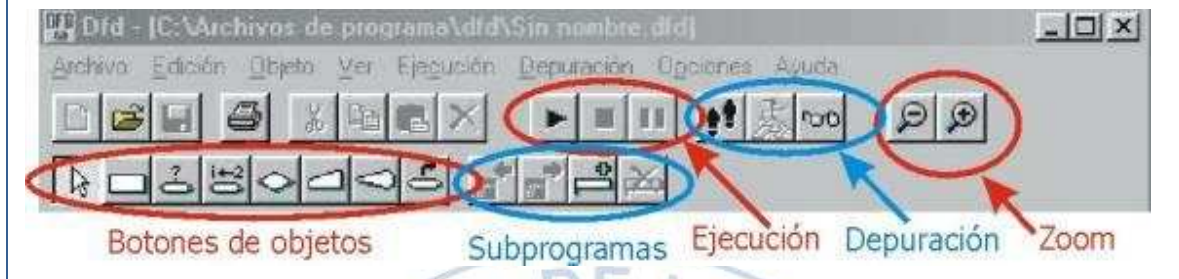 Dfd - [C:\Archivos de programa\dfd\Sin nombre.dfd]
Archivo Edición Objeto Ver Ejecución Depuración Opciones Ayuda
Botones de objetos Subprogramas Ejecución Depuración Zoom